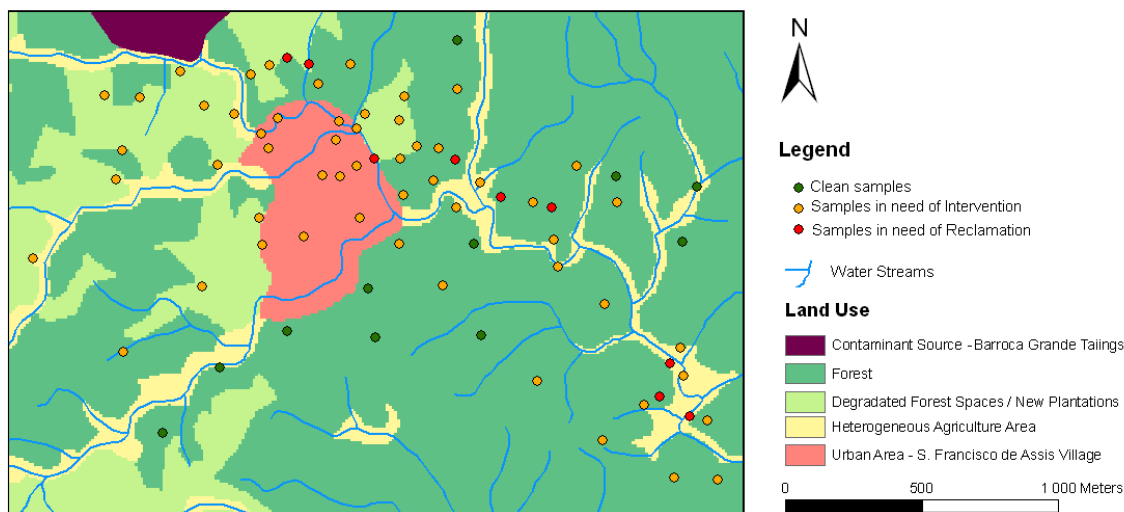 N
Legend
Clean samples
Samples in need of Intervention
Samples in need of Reclamation
Water Streams
Land Use
Contaminant Source - Barroca Grande Taiings
Forest
Degraded Forest Spaces / New Plantations
Heterogeneous Agriculture Area
Urban Area - S. Francisco de Assis Village
0 500 1 000 Meters